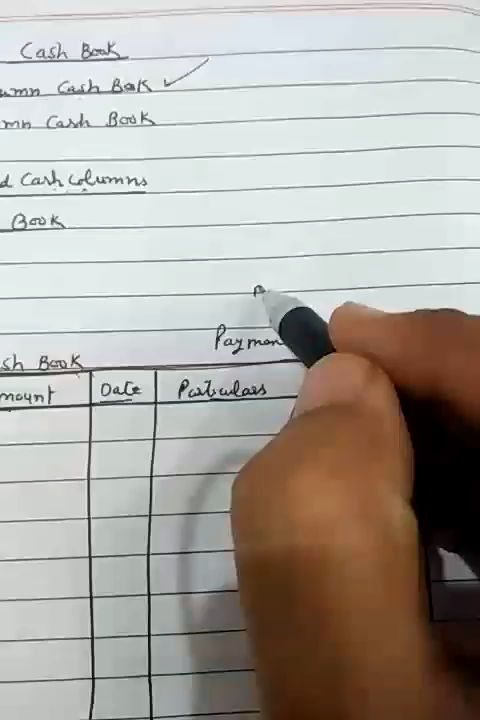 Cash Book
umn Cash Book ✓
mn Cash Book
d Cash columns
Book
Paymen
sh Book
mount Date Particulars